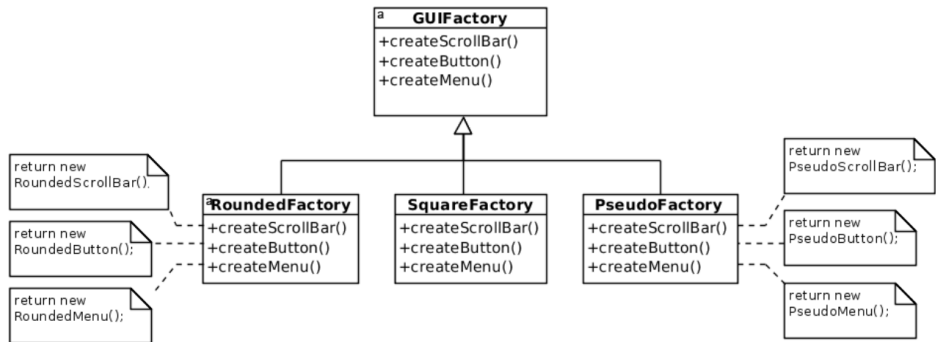 a
GUIFactory
+createScrollBar()
+createButton()
+createMenu()
return new
RoundedScrollBar().
return new
RoundedButton();
return new
RoundedMenu();
a
RoundedFactory
+createScrollBar()
+createButton()
+createMenu()
SquareFactory
+createScrollBar()
+createButton()
+createMenu()
PseudoFactory
+createScrollBar()
+createButton()
+createMenu()
return new
PseudoScrollBar();
return new
PseudoButton();
return new
PseudoMenu();